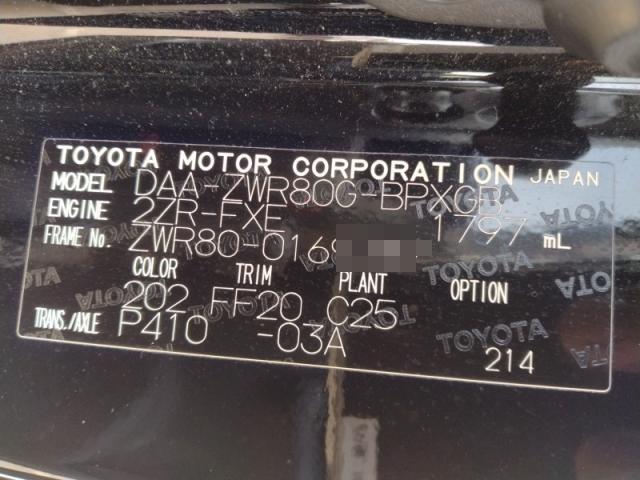 TOYOTA MOTOR CORPORATION JAPAN
MODEL DAA-ZWR80G-BPXGB
ENGINE 2ZR-FXE 1797 mL
FRAME No. ZWR80-0169
COLOR TRIM PLANT OPTION
202 FF20 C25
TRANS./AXLE P410 -03A
214